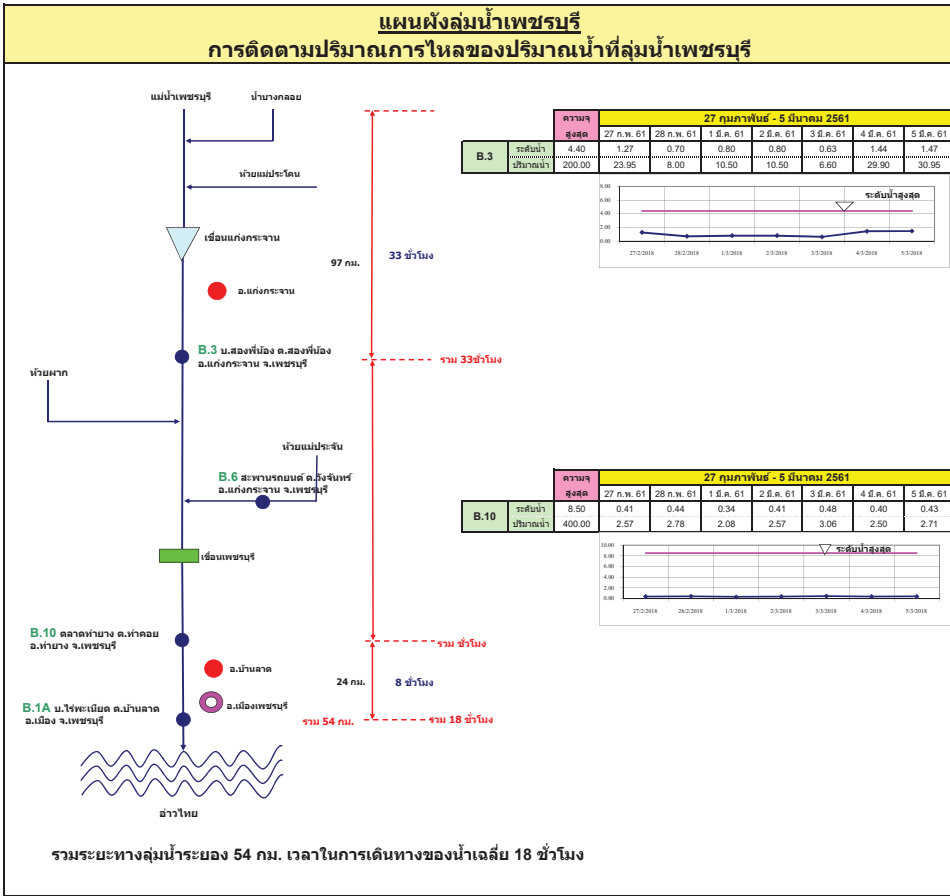 แผนผังลุ่มน้ำเพชรบุรี
การติดตามปริมาณการไหลของปริมาณน้ำที่ลุ่มน้ำเพชรบุรี
แม่น้ำเพชรบุรี น้ำบางกลอย
ห้วยแม่ประโดน
เขื่อนแก่งกระจาน
97 กม. 33 ชั่วโมง
อ.แก่งกระจาน
B.3 บ.สองพี่น้อง ต.สองพี่น้อง
อ.แก่งกระจาน จ.เพชรบุรี
รวม 33ชั่วโมง
ห้วยผาก
ห้วยแม่ประจัน
B.6 สะพานรถยนต์ ต.วังจันทร์
อ.แก่งกระจาน จ.เพชรบุรี
เขื่อนเพชรบุรี
B.10 ตลาดท่ายาง ต.ท่าคอย
อ.ท่ายาง จ.เพชรบุรี
รวม ชั่วโมง
อ.บ้านลาด
24 กม. 8 ชั่วโมง
อ.เมืองเพชรบุรี
B.1A บ.ไร่พะเนียด ต.บ้านลาด
อ.เมือง จ.เพชรบุรี
รวม 54 กม. รวม 18 ชั่วโมง
อ่าวไทย
รวมระยะทางลุ่มน้ำระยอง 54 กม. เวลาในการเดินทางของน้ำเฉลี่ย 18 ชั่วโมง
ความจุ 27 กุมภาพันธ์ - 5 มีนาคม 2561
สูงสุด 27 ก.พ. 61 28 ก.พ. 61 1 มี.ค. 61 2 มี.ค. 61 3 มี.ค. 61 4 มี.ค. 61 5 มี.ค. 61
B.3 ระดับน้ำ 4.40 1.27 0.70 0.80 0.80 0.63 1.44 1.47
ปริมาณน้ำ 200.00 23.95 8.00 10.50 10.50 6.60 29.90 30.95
ระดับน้ำสูงสุด
8.00
6.00
4.00
2.00
0.00
27/2/2018 28/2/2018 1/3/2018 2/3/2018 3/3/2018 4/3/2018 5/3/2018
ความจุ 27 กุมภาพันธ์ - 5 มีนาคม 2561
สูงสุด 27 ก.พ. 61 28 ก.พ. 61 1 มี.ค. 61 2 มี.ค. 61 3 มี.ค. 61 4 มี.ค. 61 5 มี.ค. 61
B.10 ระดับน้ำ 8.50 0.41 0.44 0.34 0.41 0.48 0.40 0.43
ปริมาณน้ำ 400.00 2.57 2.78 2.08 2.57 3.06 2.50 2.71
ระดับน้ำสูงสุด
10.00
8.00
6.00
4.00
2.00
0.00
27/2/2018 28/2/2018 1/3/2018 2/3/2018 3/3/2018 4/3/2018 5/3/2018